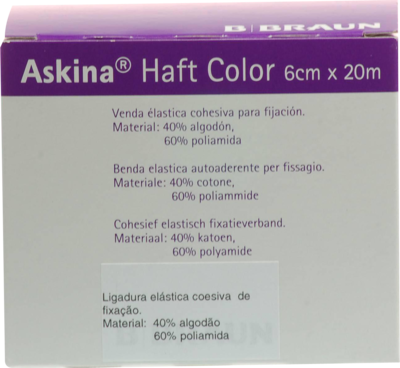 B | BRAUN
Askina® Haft Color 6cm x 20m
Venda élastica cohesiva para fijación.
Material: 40% algodón,
60% poliamida
Benda elastica autoaderente per fissagio.
Materiale: 40% cotone,
60% poliammide
Cohesief elastisch fixatieverband.
Materiaal: 40% katoen,
60% polyamide
Ligadura elástica coesiva de
fixação.
Material: 40% algodão
60% poliamida